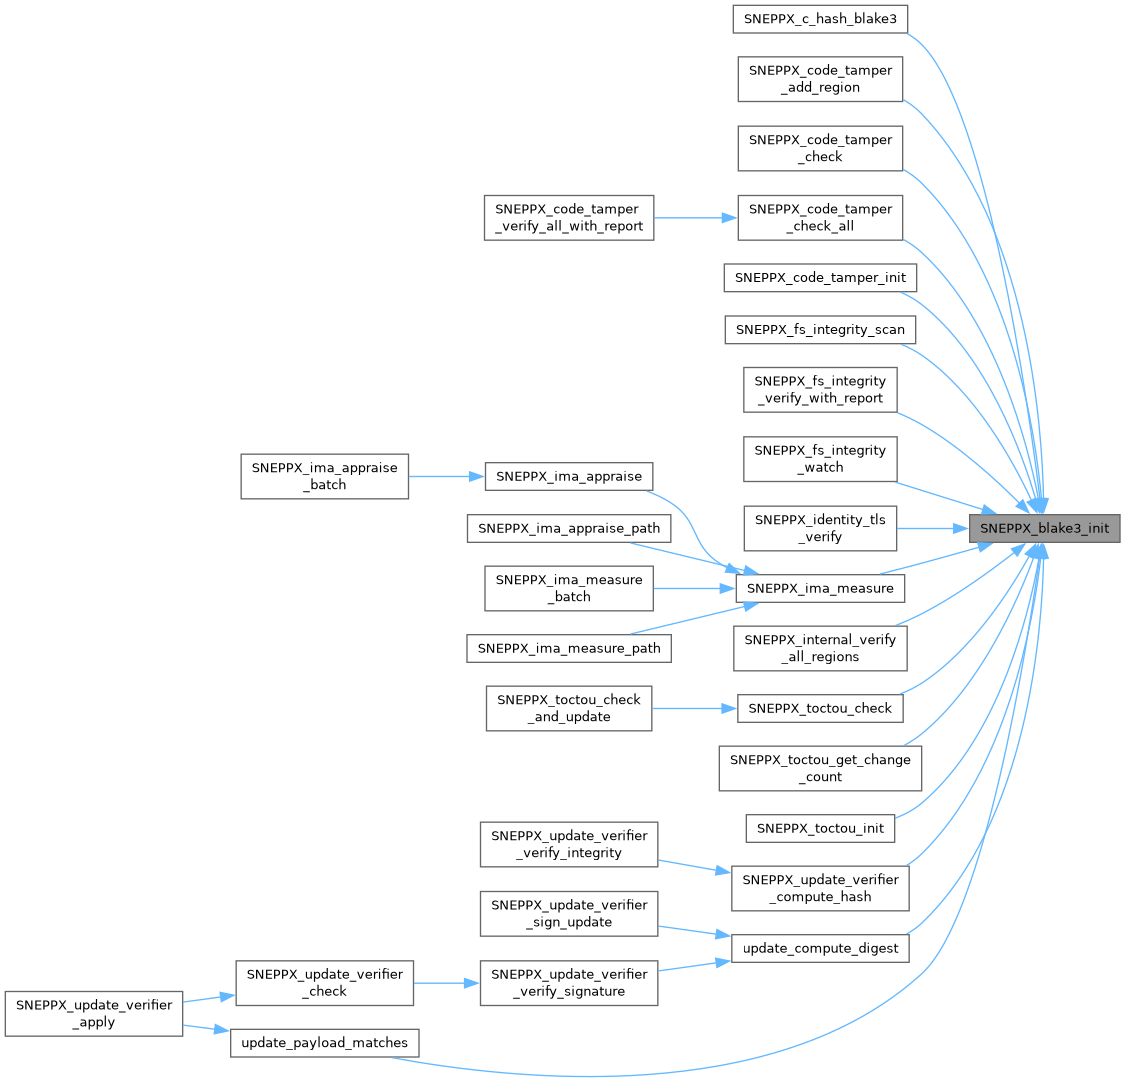 SNEPPX_c_hash_blake3
SNEPPX_code_tamper
_add_region
SNEPPX_code_tamper
_check
SNEPPX_code_tamper
_verify_all_with_report
SNEPPX_code_tamper
_check_all
SNEPPX_code_tamper_init
SNEPPX_fs_integrity_scan
SNEPPX_fs_integrity
_verify_with_report
SNEPPX_fs_integrity
_watch
SNEPPX_ima_appraise
_batch
SNEPPX_ima_appraise
SNEPPX_identity_tls
_verify
SNEPPX_blake3_init
SNEPPX_ima_appraise_path
SNEPPX_ima_measure
_batch
SNEPPX_ima_measure
SNEPPX_ima_measure_path
SNEPPX_internal_verify
_all_regions
SNEPPX_toctou_check
_and_update
SNEPPX_toctou_check
SNEPPX_toctou_get_change
_count
SNEPPX_toctou_init
SNEPPX_update_verifier
_verify_integrity
SNEPPX_update_verifier
_compute_hash
SNEPPX_update_verifier
_sign_update
update_compute_digest
SNEPPX_update_verifier
_verify_signature
SNEPPX_update_verifier
_check
SNEPPX_update_verifier
_apply
update_payload_matches